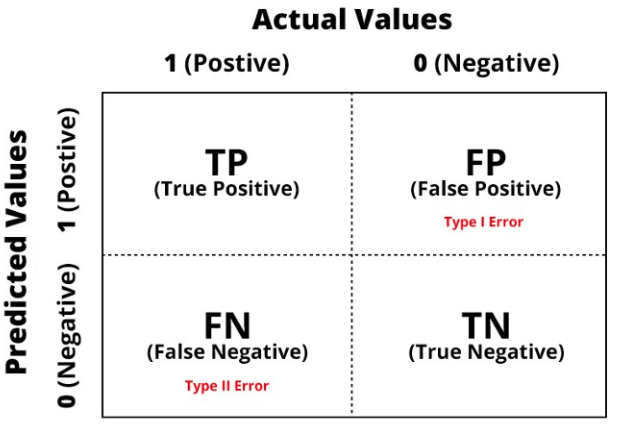 Actual Values
1 (Postive)
0 (Negative)
Predicted Values
1 (Postive)
0 (Negative)
TP
(True Positive)
FP
(False Positive)
Type I Error
FN
(False Negative)
Type II Error
TN
(True Negative)